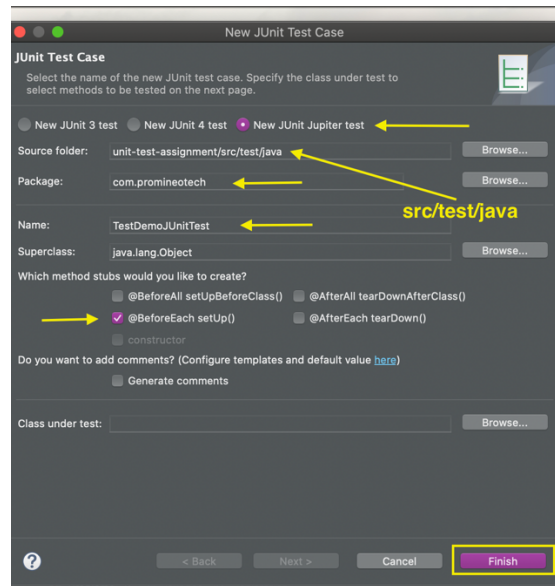 New JUnit Test Case
JUnit Test Case
Select the name of the new JUnit test case. Specify the class under test to
select methods to be tested on the next page.
New JUnit 3 test New JUnit 4 test New JUnit Jupiter test
Source folder: unit-test-assignment/src/test/java Browse...
Package: com.promineotech Browse...
src/test/java
Name: TestDemoJUnitTest
Superclass: java.lang.Object Browse...
Which method stubs would you like to create?
@BeforeAll setUpBeforeClass() @AfterAll tearDownAfterClass()
@BeforeEach setUp() @AfterEach tearDown()
constructor
Do you want to add comments? (Configure templates and default value here)
Generate comments
Class under test: Browse...
? < Back Next > Cancel Finish